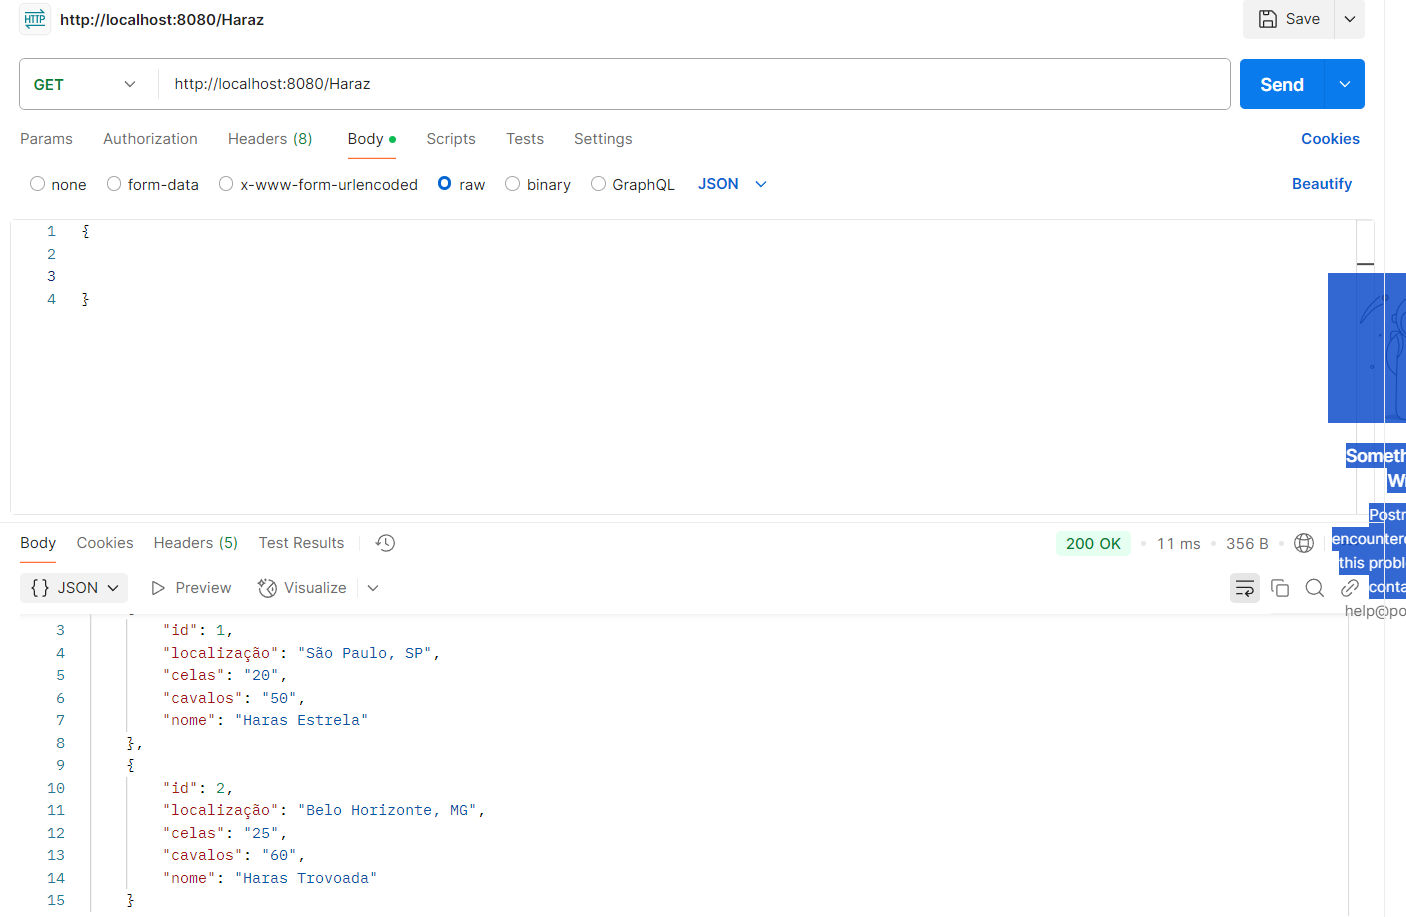 HTTP http://localhost:8080/Haraz
Save
GET http://localhost:8080/Haraz
Send
Params Authorization Headers (8) Body Scripts Tests Settings Cookies
none form-data x-www-form-urlencoded raw binary GraphQL JSON Beautify
1 {
2
3
4 }
Someth
Postr
encountere
this probl
conta
help@po
Body Cookies Headers (5) Test Results 200 OK 11 ms 356 B
{} JSON Preview Visualize
3 "id": 1,
4 "localização": "São Paulo, SP",
5 "celas": "20",
6 "cavalos": "50",
7 "nome": "Haras Estrela"
8 },
9 {
10 "id": 2,
11 "localização": "Belo Horizonte, MG",
12 "celas": "25",
13 "cavalos": "60",
14 "nome": "Haras Trovoada"
15 }